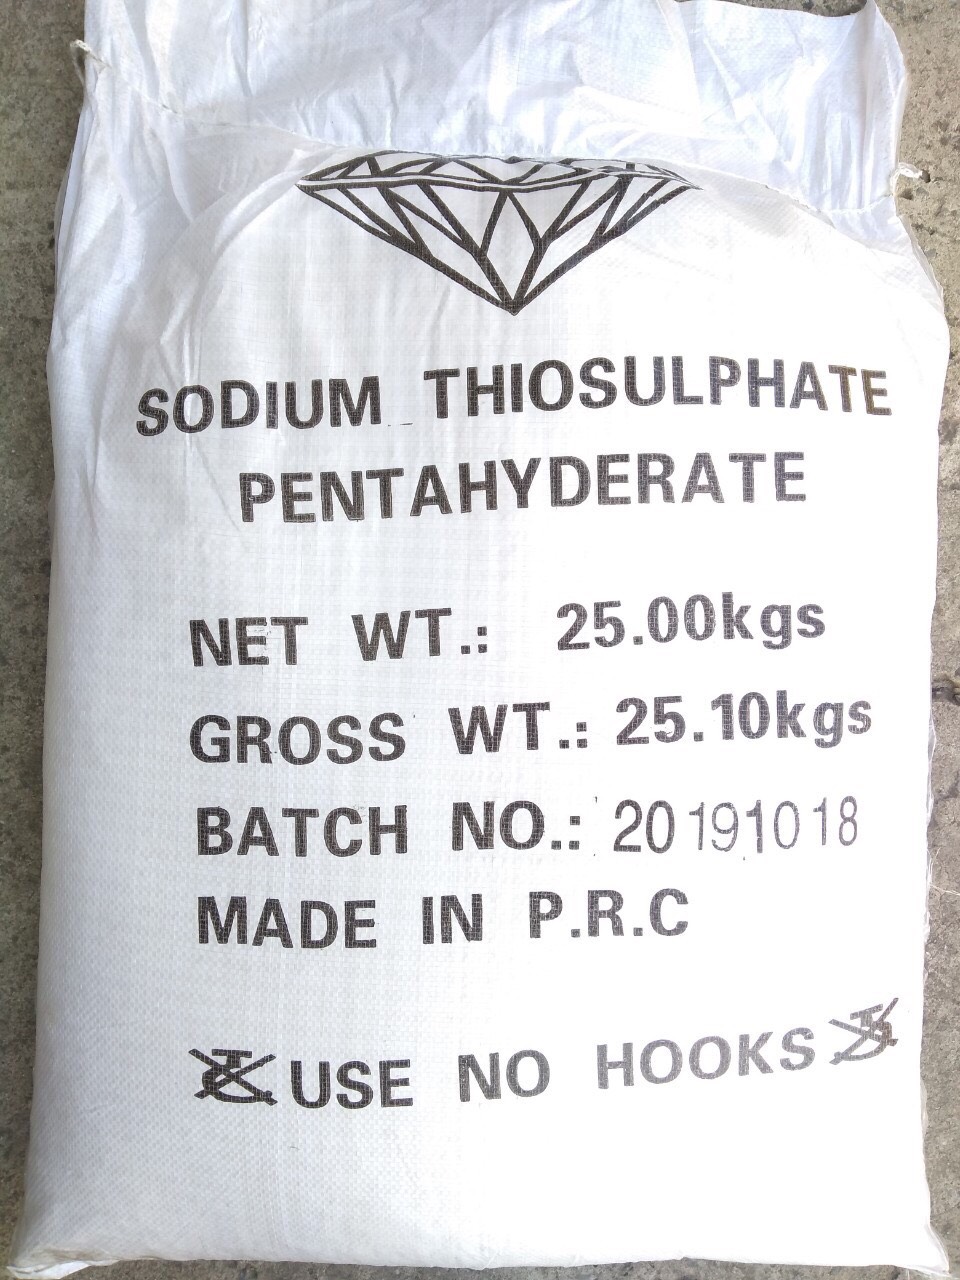 SODIUM THIOSULPHATE
PENTAHYDERATE
NET WT.: 25.00kgs
GROSS WT.: 25.10kgs
BATCH NO.: 20191018
MADE IN P.R.C
USE NO HOOKS